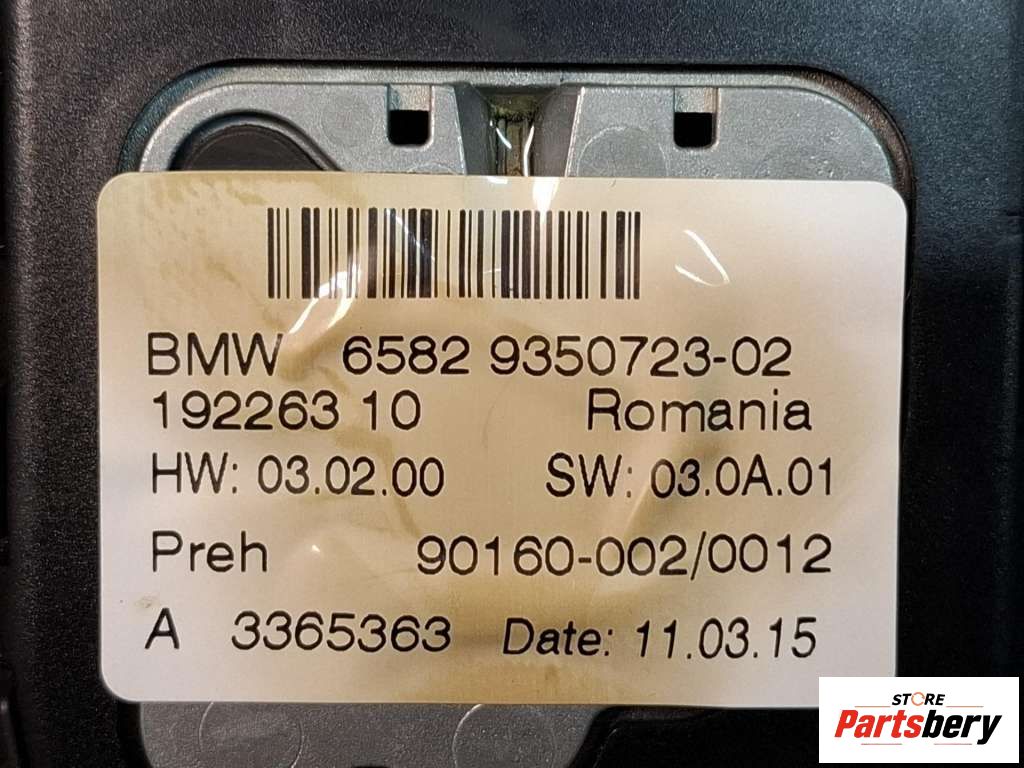 BMW 6582 9350723-02
192263 10 Romania
HW: 03.02.00 SW: 03.0A.01
Preh 90160-002/0012
A 3365363 Date: 11.03.15
STORE
Partsbery